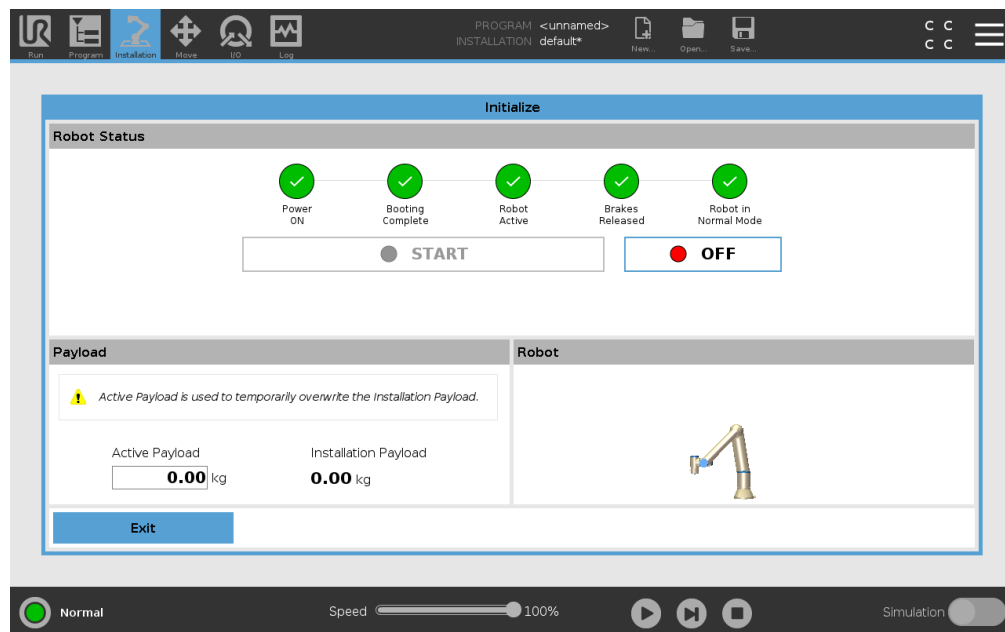 UR
PROGRAM <unnamed>
INSTALLATION default*
C C
C C
Run
Program
Installation
Move
I/O
Log
New...
Open...
Save...
Initialize
Robot Status
Power
ON
Booting
Complete
Robot
Active
Brakes
Released
Robot in
Normal Mode
START
OFF
Payload
Robot
Active Payload is used to temporarily overwrite the Installation Payload.
Active Payload
Installation Payload
0.00 kg
0.00 kg
Exit
Normal
Speed
100%
Simulation